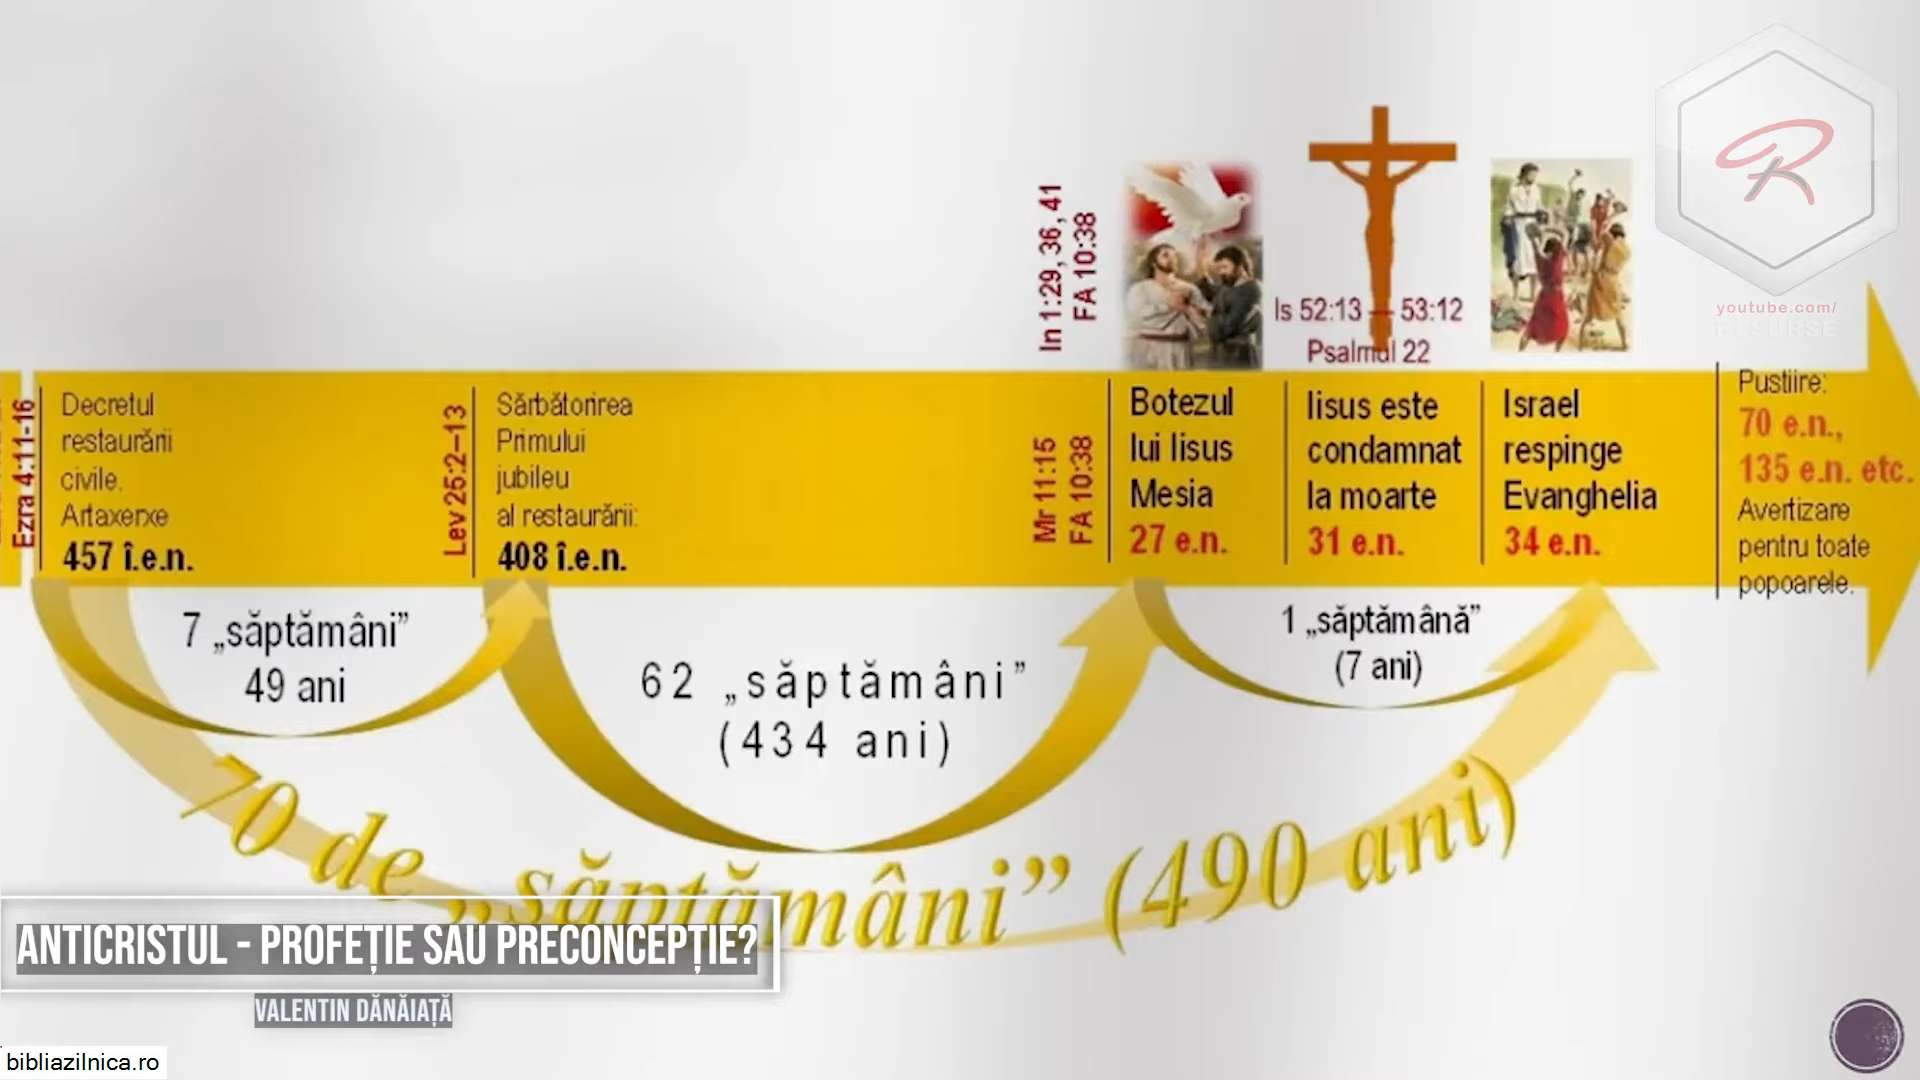 In 1:29, 36, 41
FA 10:38
Is 52:13 – 53:12
Psalmul 22
youtube.com/
RESURSE
Ezra 4:11-16
Decretul
restaurării
civile.
Artaxerxe
457 î.e.n.
Lev 25:2–13
Sărbătorirea
Primului
jubileu
al restaurării:
408 î.e.n.
Mr 11:15
FA 10:38
Botezul
lui Iisus
Mesia
27 e.n.
Iisus este
condamnat
la moarte
31 e.n.
Israel
respinge
Evanghelia
34 e.n.
Pustiire:
70 e.n.,
135 e.n. etc.
Avertizare
pentru toate
popoarele.
7 „săptămâni”
49 ani
62 „săptămâni”
(434 ani)
1 „săptămână”
(7 ani)
70 de „săptămâni” (490 ani)
ANTICRISTUL - PROFEȚIE SAU PRECONCEPȚIE?
VALENTIN DĂNĂIAȚĂ
bibliazilnica.ro